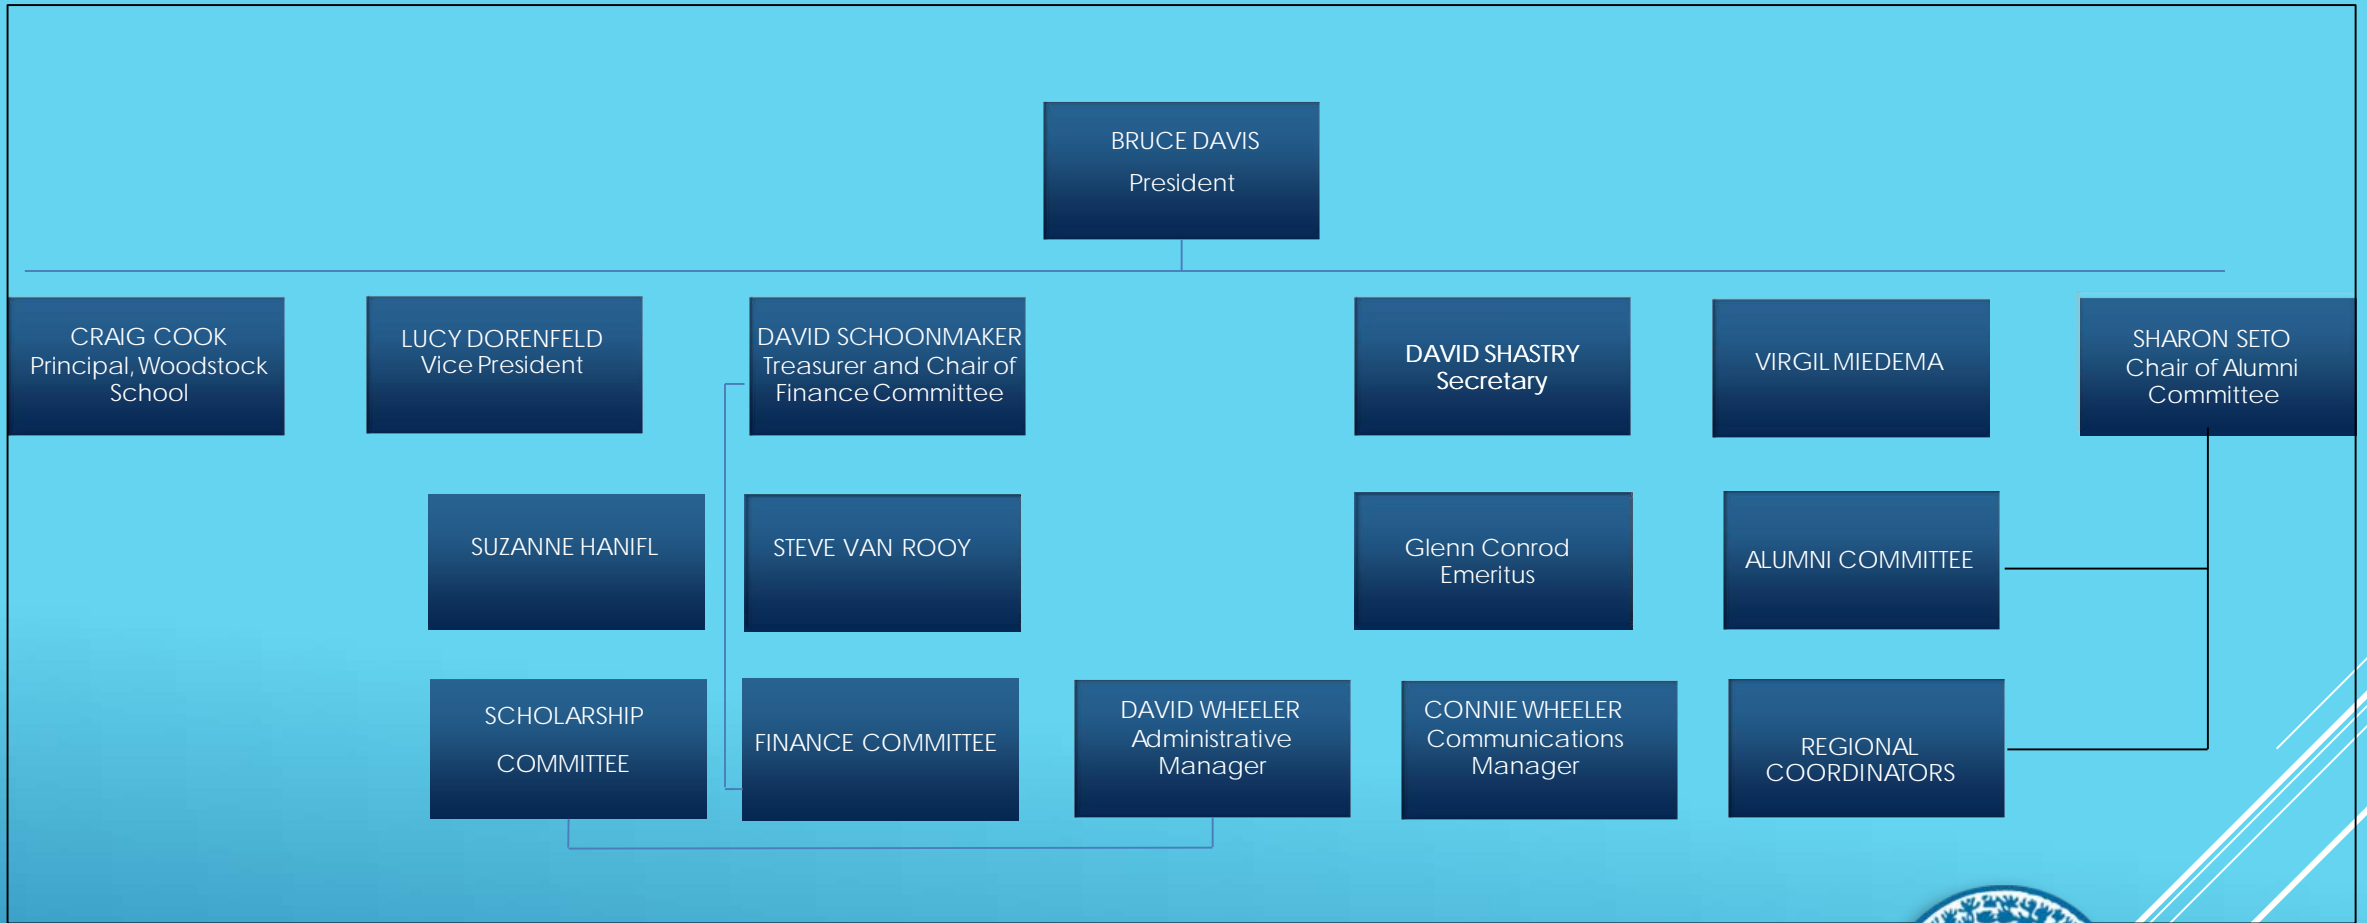 BRUCE DAVIS
President
CRAIG COOK
Principal, Woodstock
School
LUCY DORENFELD
Vice President
DAVID SCHOONMAKER
Treasurer and Chair of
Finance Committee
DAVID SHASTRY
Secretary
VIRGIL MIEDEMA
SHARON SETO
Chair of Alumni
Committee
SUZANNE HANIFL
STEVE VAN ROOY
Glenn Conrod
Emeritus
ALUMNI COMMITTEE
SCHOLARSHIP
COMMITTEE
FINANCE COMMITTEE
DAVID WHEELER
Administrative
Manager
CONNIE WHEELER
Communications
Manager
REGIONAL
COORDINATORS